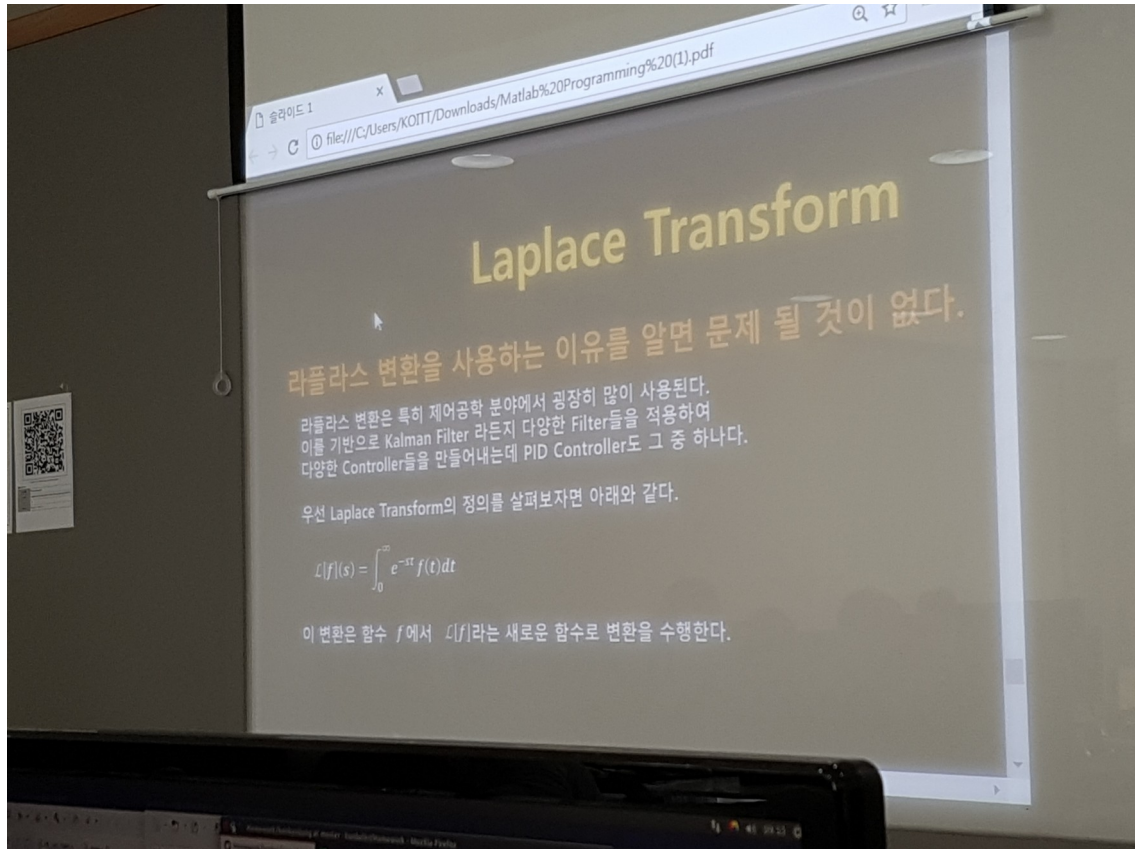 슬라이드 1
file:///C:/Users/KOITT/Downloads/Matlab%20Programming%20(1).pdf
Laplace Transform
라플라스 변환을 사용하는 이유를 알면 문제 될 것이 없다.
라플라스 변환은 특히 제어공학 분야에서 굉장히 많이 사용된다.
이를 기반으로 Kalman Filter 라든지 다양한 Filter들을 적용하여
다양한 Controller들을 만들어내는데 PID Controller도 그 중 하나다.
우선 Laplace Transform의 정의를 살펴보자면 아래와 같다.
ℒ[f](s) = ∫₀^∞ e^{-st} f(t)dt
이 변환은 함수 f에서 ℒ[f]라는 새로운 함수로 변환을 수행한다.
Mozilla Firefox